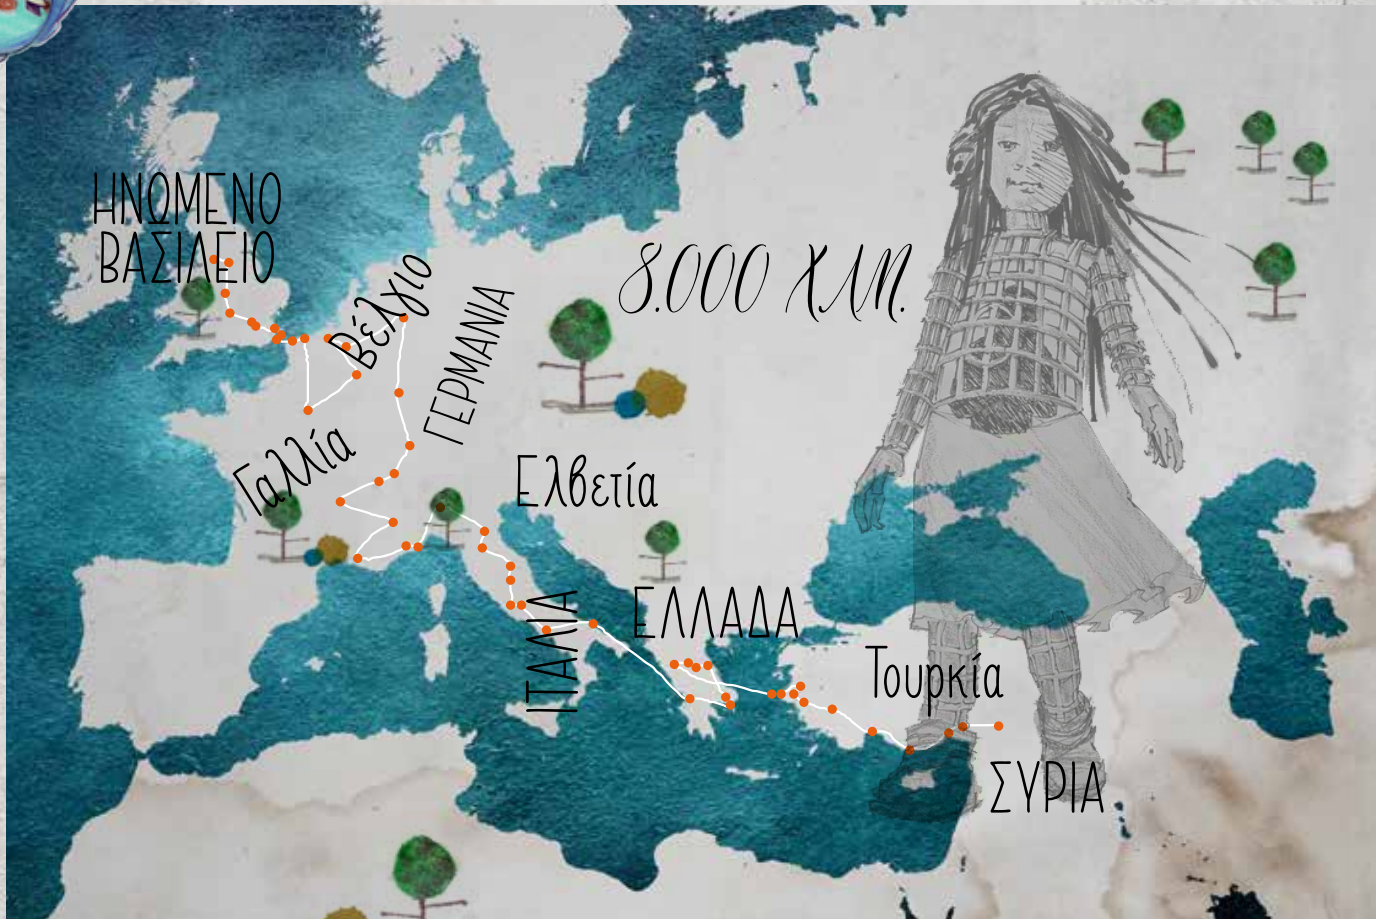 ΗΝΩΜΕΝΟ
ΒΑΣΙΛΕΙΟ
Βέλγιο
ΓΕΡΜΑΝΙΑ
8.000 ΧΛΜ.
Γαλλία
Ελβετία
ΙΤΑΛΙΑ
ΕΛΛΑΔΑ
Τουρκία
ΣΥΡΙΑ